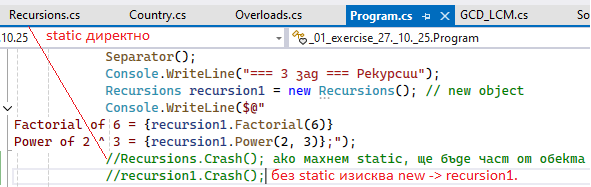 Recursions.cs Country.cs Overloads.cs Program.cs GCD_LCM.cs So
static директно
.10.25 _01_exercise_27._10._25.Program
Separator();
Console.WriteLine("=== 3 зад === Рекурсии");
Recursions recursion1 = new Recursions(); // new object
Console.WriteLine($@"
Factorial of 6 = {recursion1.Factorial(6)}
Power of 2 ^ 3 = {recursion1.Power(2, 3)};");
//Recursions.Crash(); ако махнем static, ще бъде част от обекта
//recursion1.Crash(); без static изисква new -> recursion1.